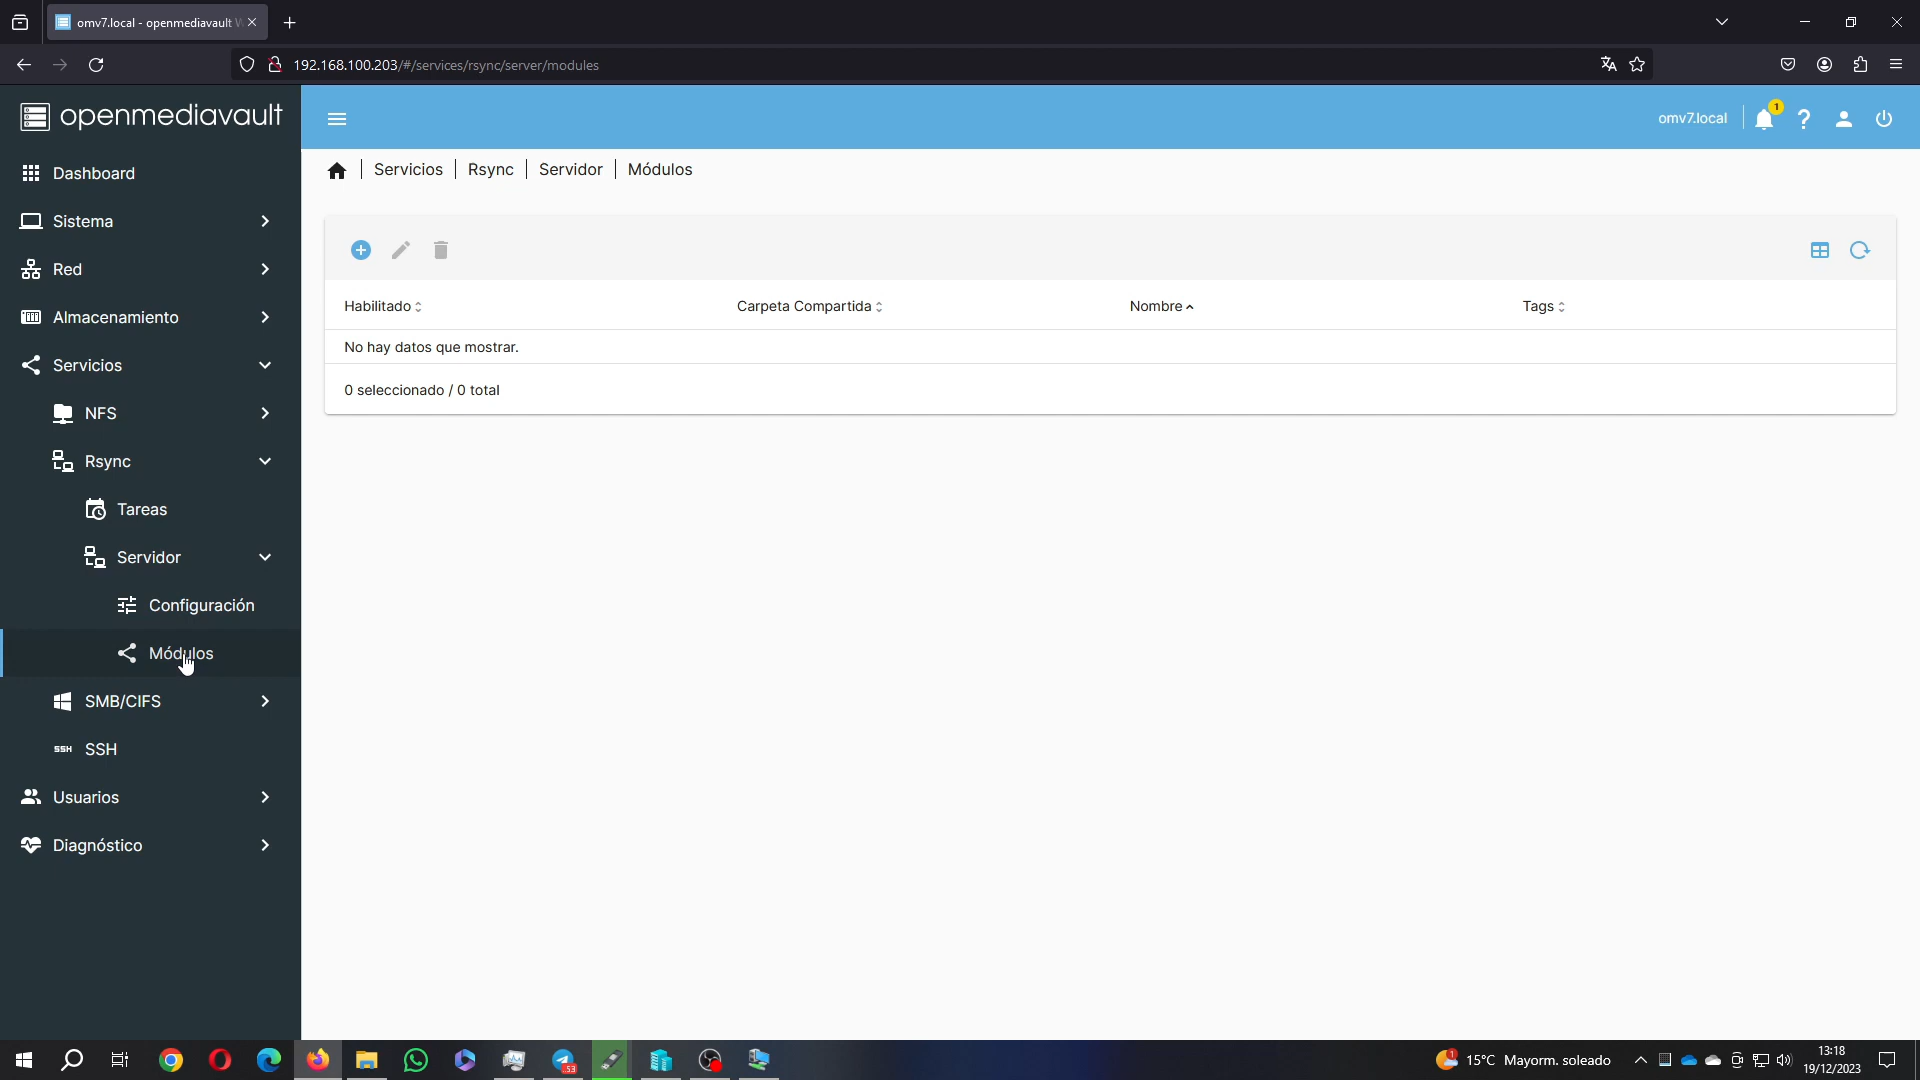 omv7.local - openmediavault W
192.168.100.203/#/services/rsync/server/modules
openmediavault
omv7.local
1
Servicios | Rsync | Servidor | Módulos
Dashboard
Sistema
Red
Almacenamiento
Servicios
NFS
Rsync
Tareas
Servidor
Configuración
Módulos
SMB/CIFS
SSH SSH
Usuarios
Diagnóstico
Habilitado Carpeta Compartida Nombre Tags
No hay datos que mostrar.
0 seleccionado / 0 total
53
1
15°C Mayorm. soleado
13:18
19/12/2023